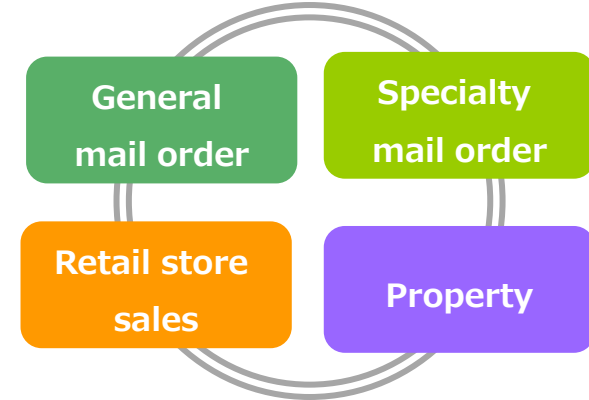 General
mail order
Specialty
mail order
Retail store
sales
Property